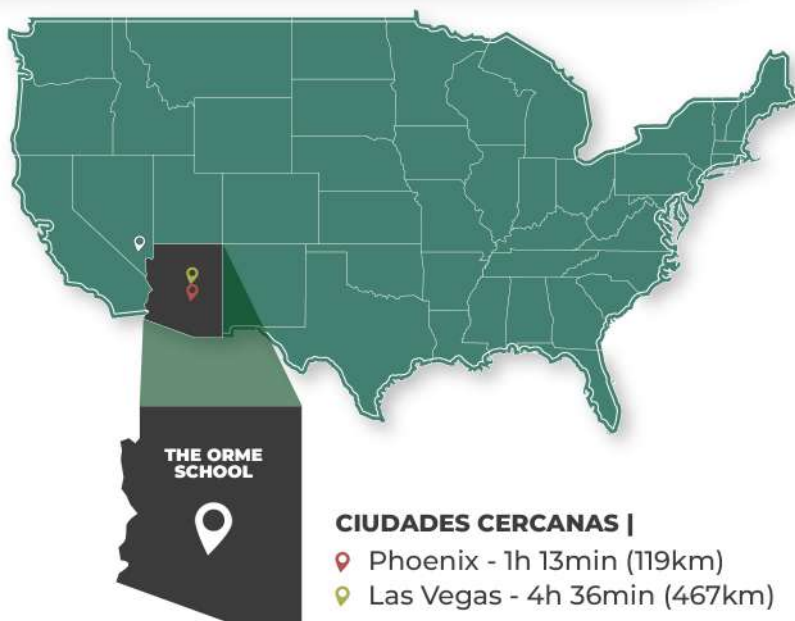 THE ORME
SCHOOL
CIUDADES CERCANAS |
Phoenix - 1h 13min (119km)
Las Vegas - 4h 36min (467km)